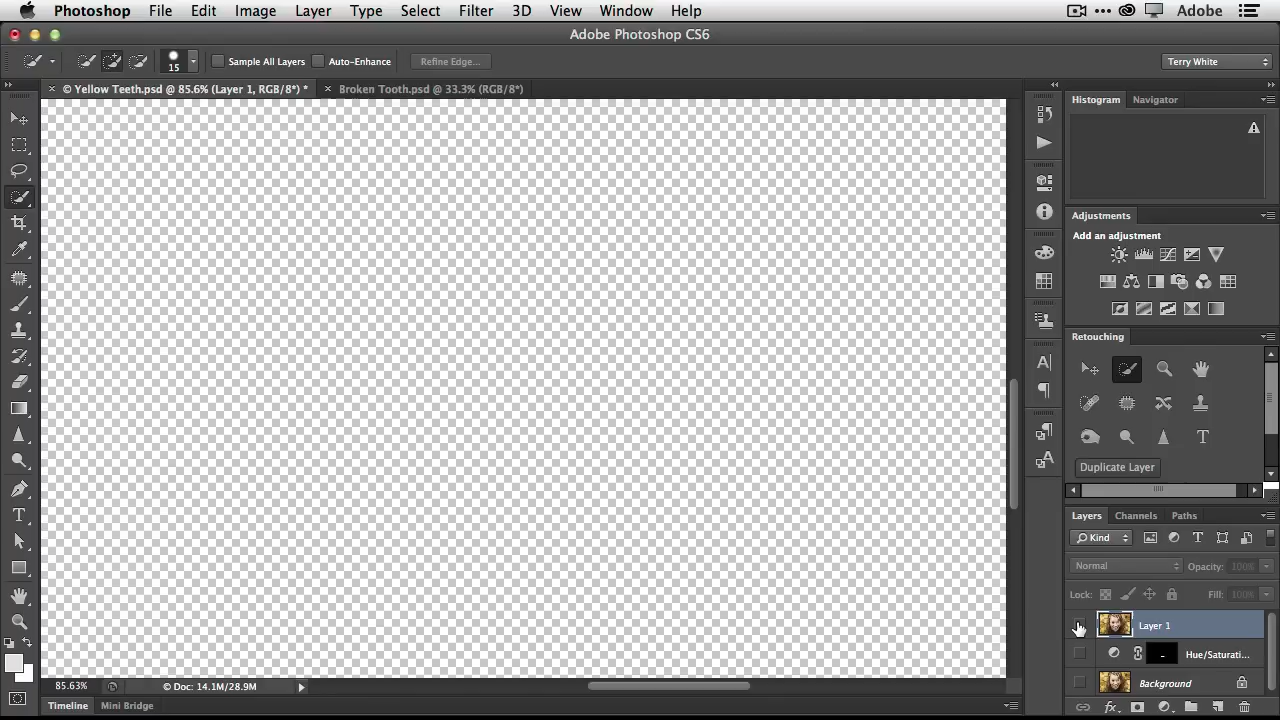 Photoshop File Edit Image Layer Type Select Filter 3D View Window Help Adobe
Adobe Photoshop CS6
15 Sample All Layers Auto-Enhance Refine Edge... Terry White
© Yellow Teeth.psd @ 85.6% (Layer 1, RGB/8*) * Broken Tooth.psd @ 33.3% (RGB/8*)
Histogram Navigator
Adjustments
Add an adjustment
Retouching
Duplicate Layer
Layers Channels Paths
Kind
Normal Opacity: 100%
Lock: Fill: 100%
Layer 1
Hue/Saturati...
Background
85.63% © Doc: 14.1M/28.9M
Timeline Mini Bridge